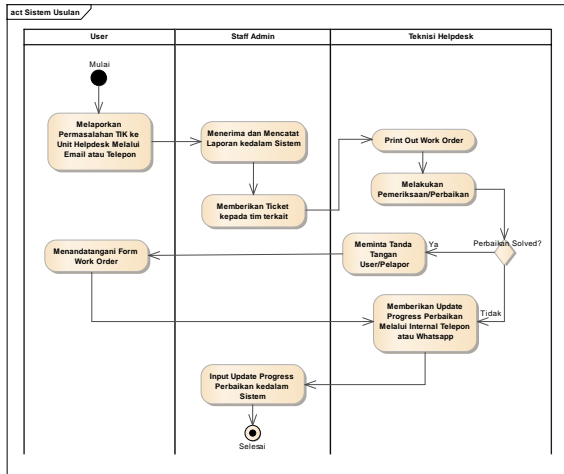 act Sistem Usulan
User
Staff Admin
Teknisi Helpdesk
Mulai
Melaporkan
Permasalahan TIK ke
Unit Helpdesk Melalui
Email atau Telepon
Menerima dan Mencatat
Laporan kedalam Sistem
Print Out Work Order
Memberikan Ticket
kepada tim terkait
Melakukan
Pemeriksaan/Perbaikan
Perbaikan Solved?
Ya
Meminta Tanda
Tangan
User/Pelapor
Menandatangani Form
Work Order
Tidak
Memberikan Update
Progress Perbaikan
Melalui Internal Telepon
atau Whatsapp
Input Update Progress
Perbaikan kedalam
Sistem
Selesai